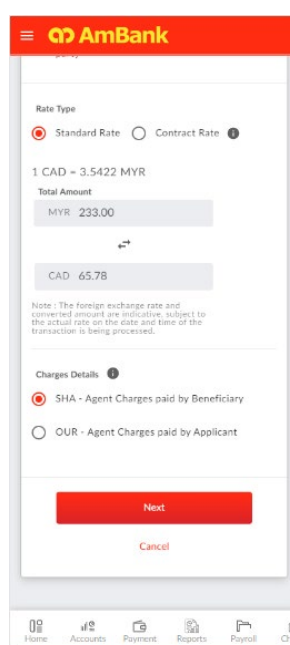 AmBank
Rate Type
Standard Rate Contract Rate
1 CAD = 3.5422 MYR
Total Amount
MYR 233.00
CAD 65.78
Note : The foreign exchange rate and
converted amount are indicative, subject to
the actual rate on the date and time of the
transaction is being processed.
Charges Details
SHA - Agent Charges paid by Beneficiary
OUR - Agent Charges paid by Applicant
Next
Cancel
Home Accounts Payment Reports Payroll